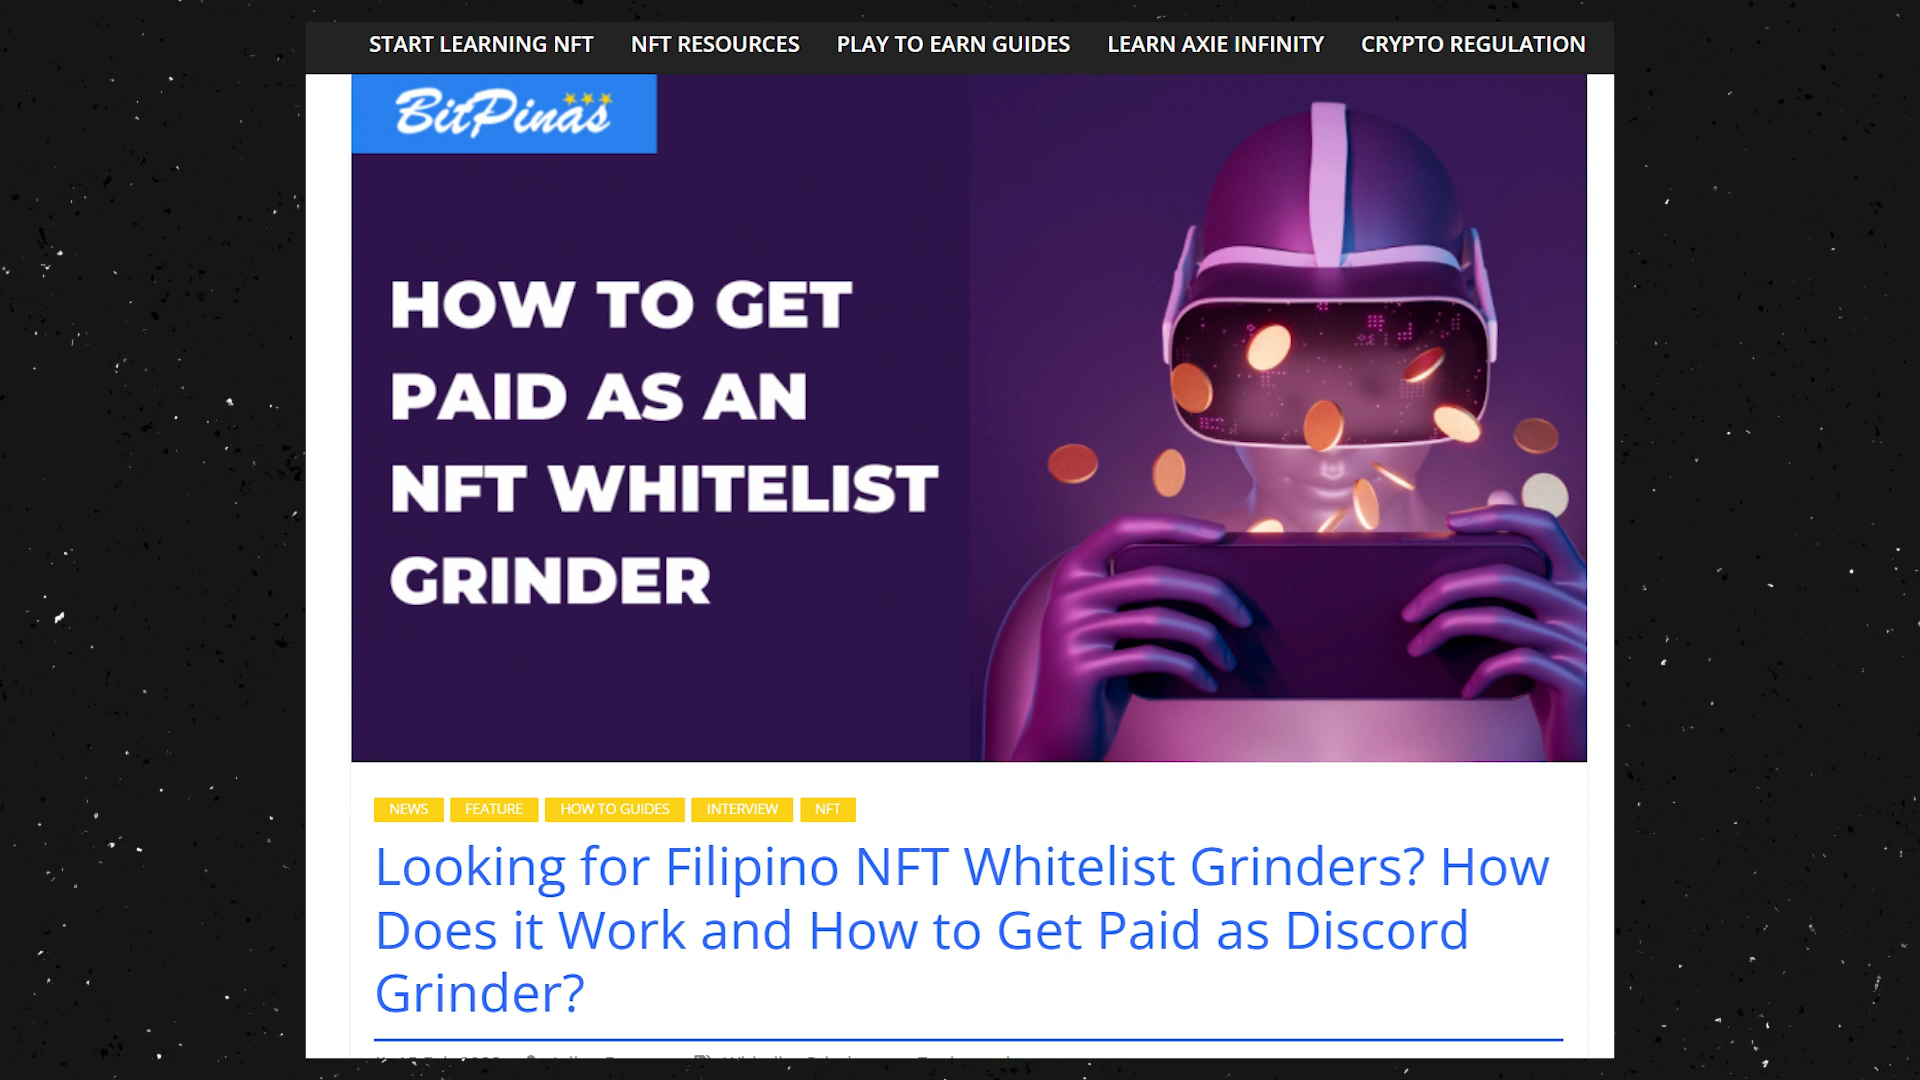 START LEARNING NFT NFT RESOURCES PLAY TO EARN GUIDES LEARN AXIE INFINITY CRYPTO REGULATION
BitPinas
HOW TO GET
PAID AS AN
NFT WHITELIST
GRINDER
NEWS FEATURE HOW TO GUIDES INTERVIEW NFT
Looking for Filipino NFT Whitelist Grinders? How
Does it Work and How to Get Paid as Discord
Grinder?